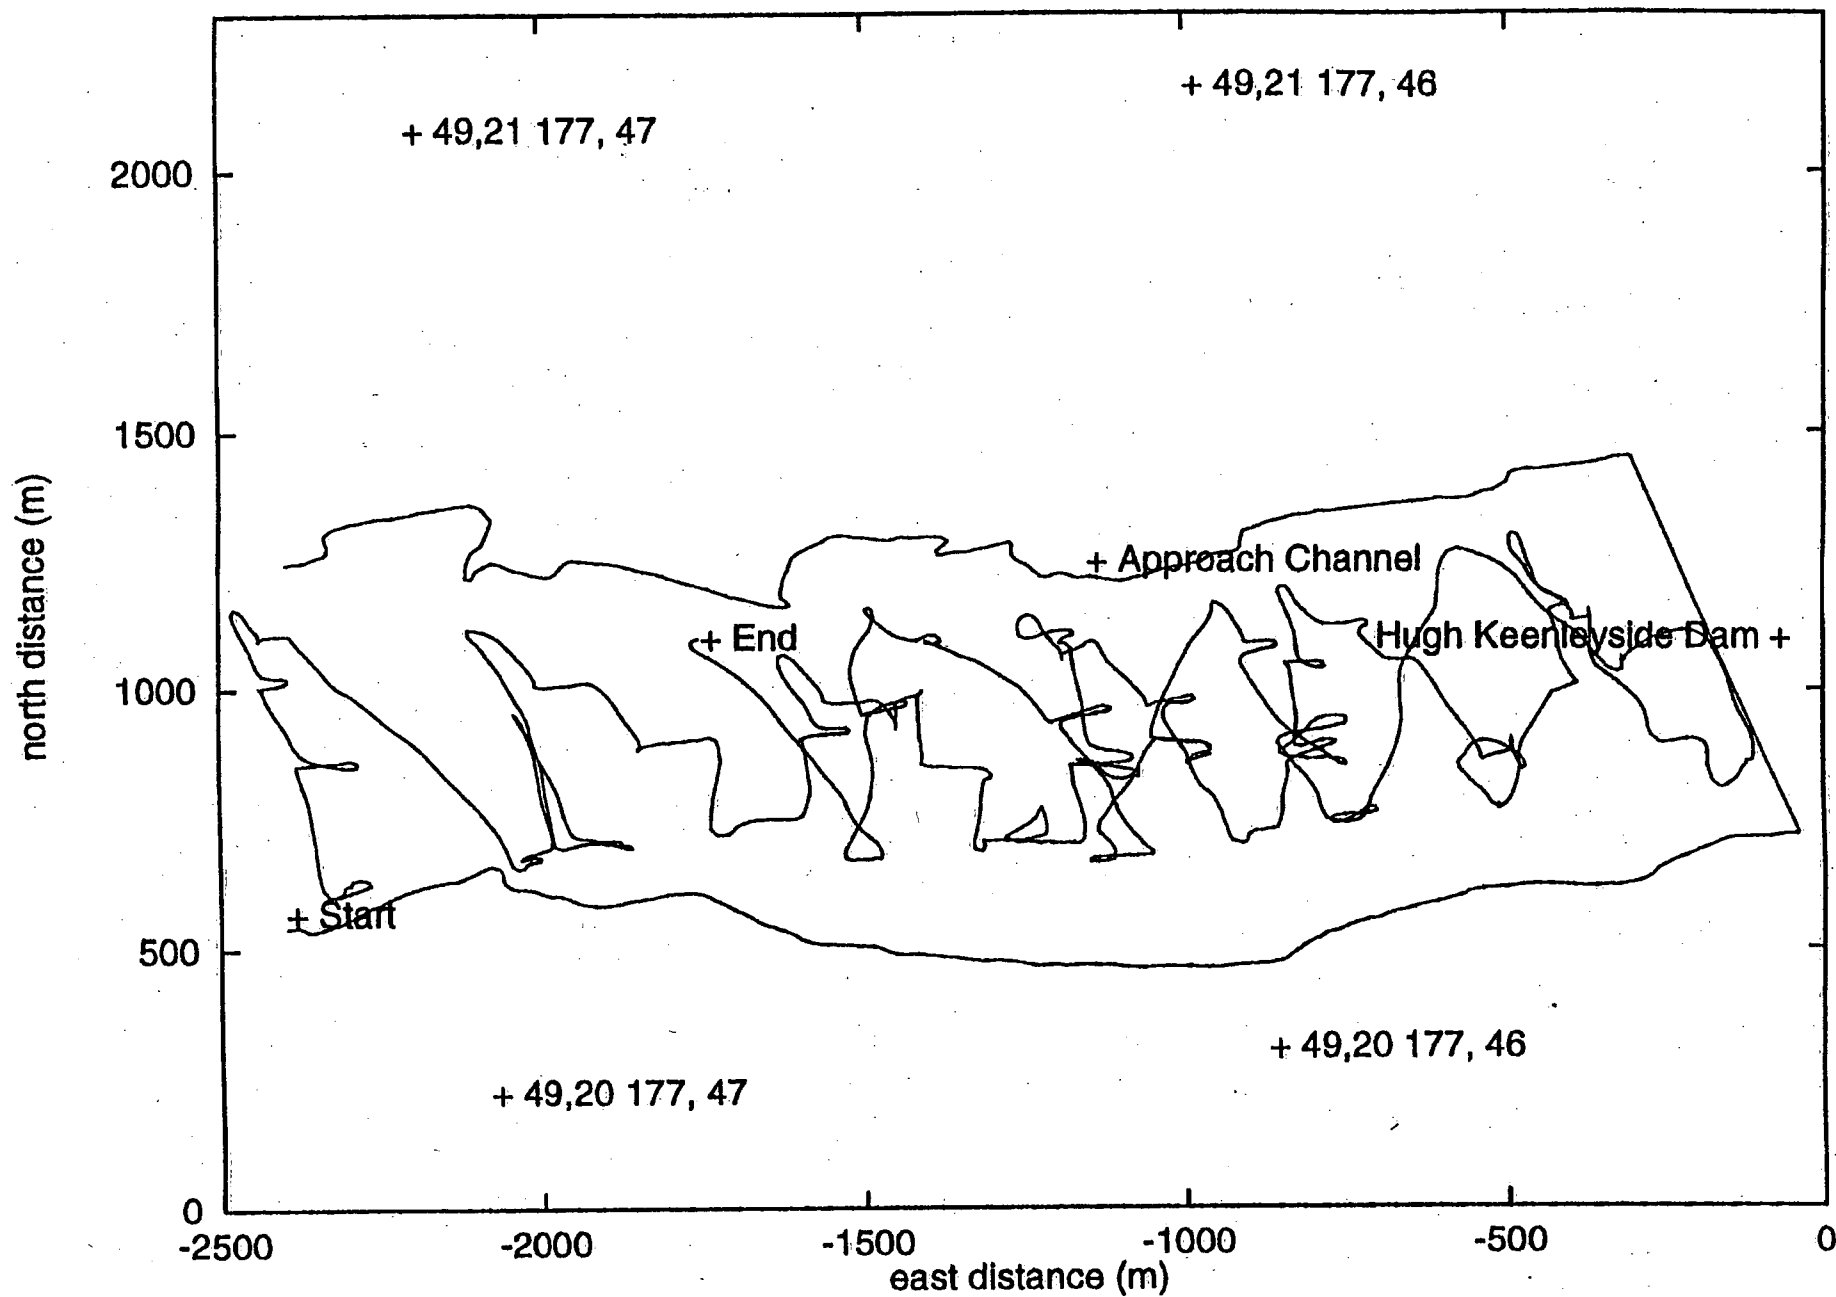 + 49,21 177, 46
+ 49,21 177, 47
2000
1500
+ Approach Channel
+ End
Hugh Keenleyside Dam +
1000
north distance (m)
+ Start
500
+ 49,20 177, 46
+ 49,20 177, 47
0
-2500 -2000 -1500 -1000 -500 0
east distance (m)